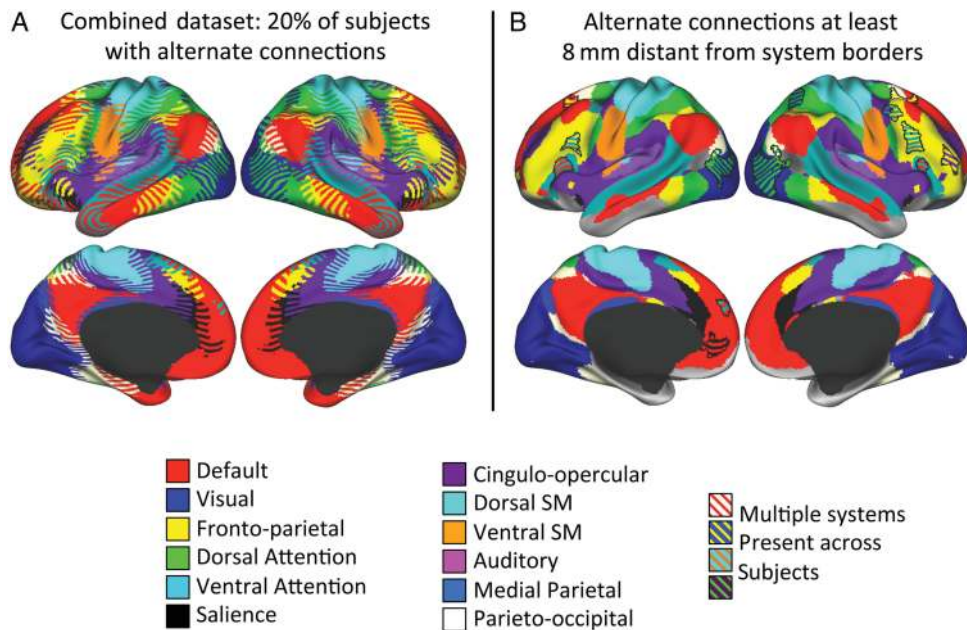 A
Combined dataset: 20% of subjects
with alternate connections
B
Alternate connections at least
8 mm distant from system borders
Default
Visual
Fronto-parietal
Dorsal Attention
Ventral Attention
Salience
Cingulo-opercular
Dorsal SM
Ventral SM
Auditory
Medial Parietal
Parieto-occipital
Multiple systems
Present across
Subjects